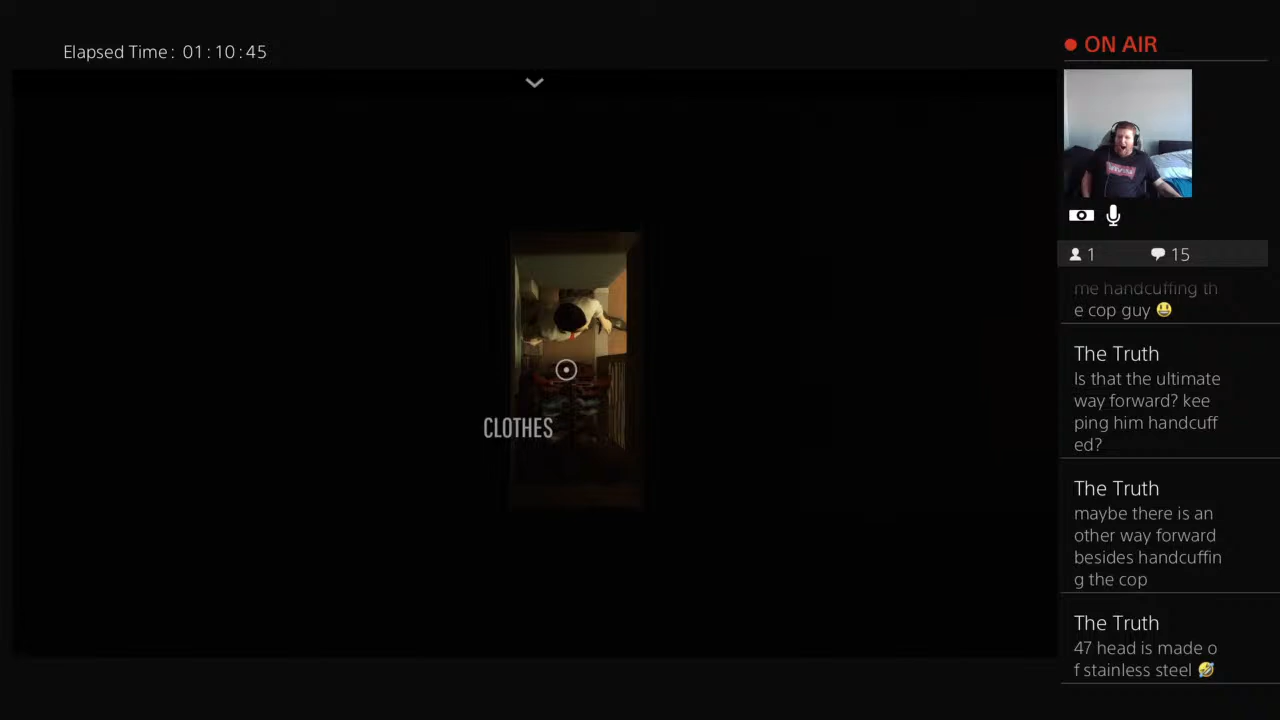 Elapsed Time: 01:10:45
ON AIR
1 15
me handcuffing th
e cop guy 😃
The Truth
Is that the ultimate
way forward? kee
ping him handcuff
ed?
The Truth
maybe there is an
other way forward
besides handcuffin
g the cop
The Truth
47 head is made o
f stainless steel 🤣
CLOTHES